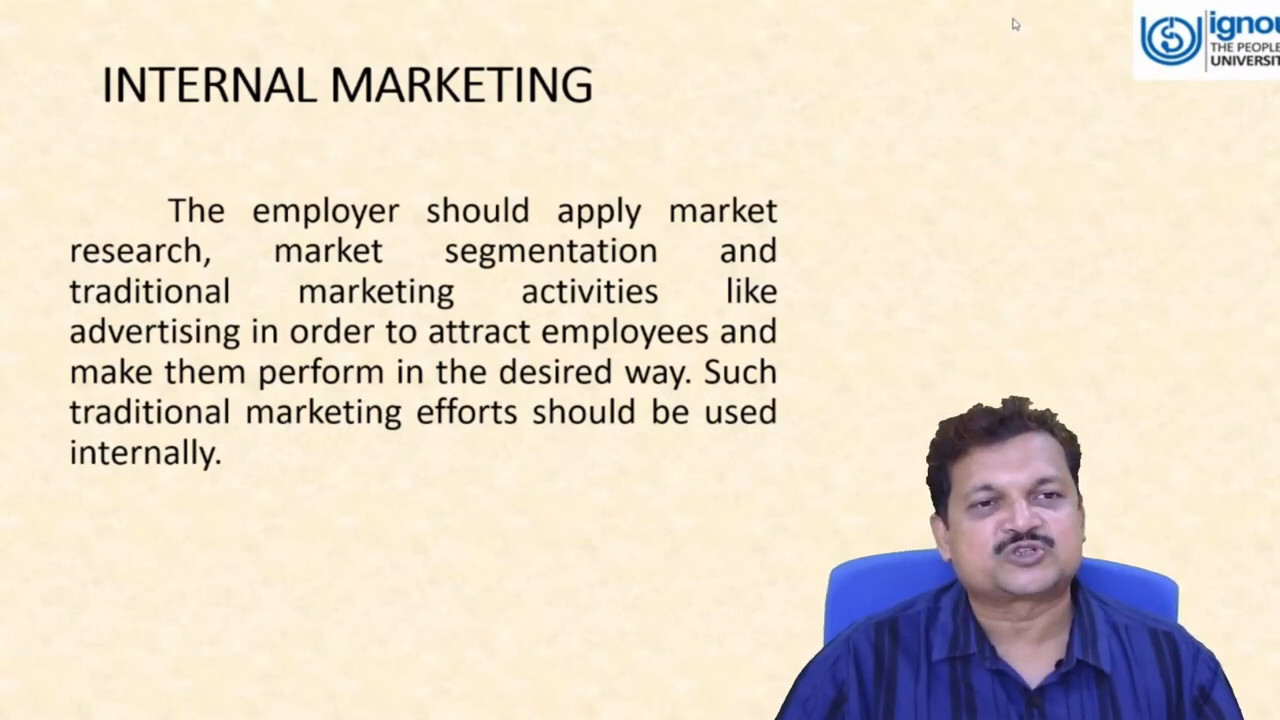 INTERNAL MARKETING
The employer should apply market
research, market segmentation and
traditional marketing activities like
advertising in order to attract employees and
make them perform in the desired way. Such
traditional marketing efforts should be used
internally.
ignou
THE PEOPLE
UNIVERSIT